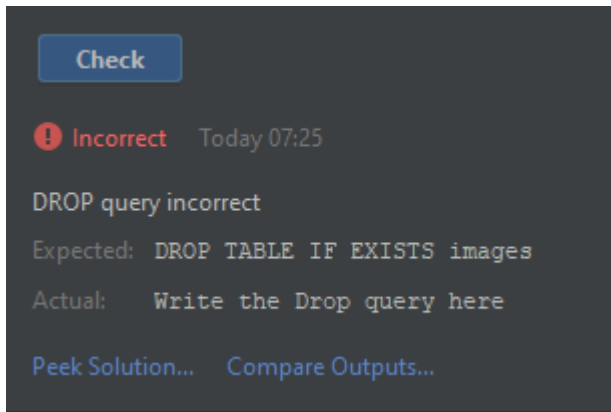 Check
Incorrect Today 07:25
DROP query incorrect
Expected: DROP TABLE IF EXISTS images
Actual: Write the Drop query here
Peek Solution... Compare Outputs...